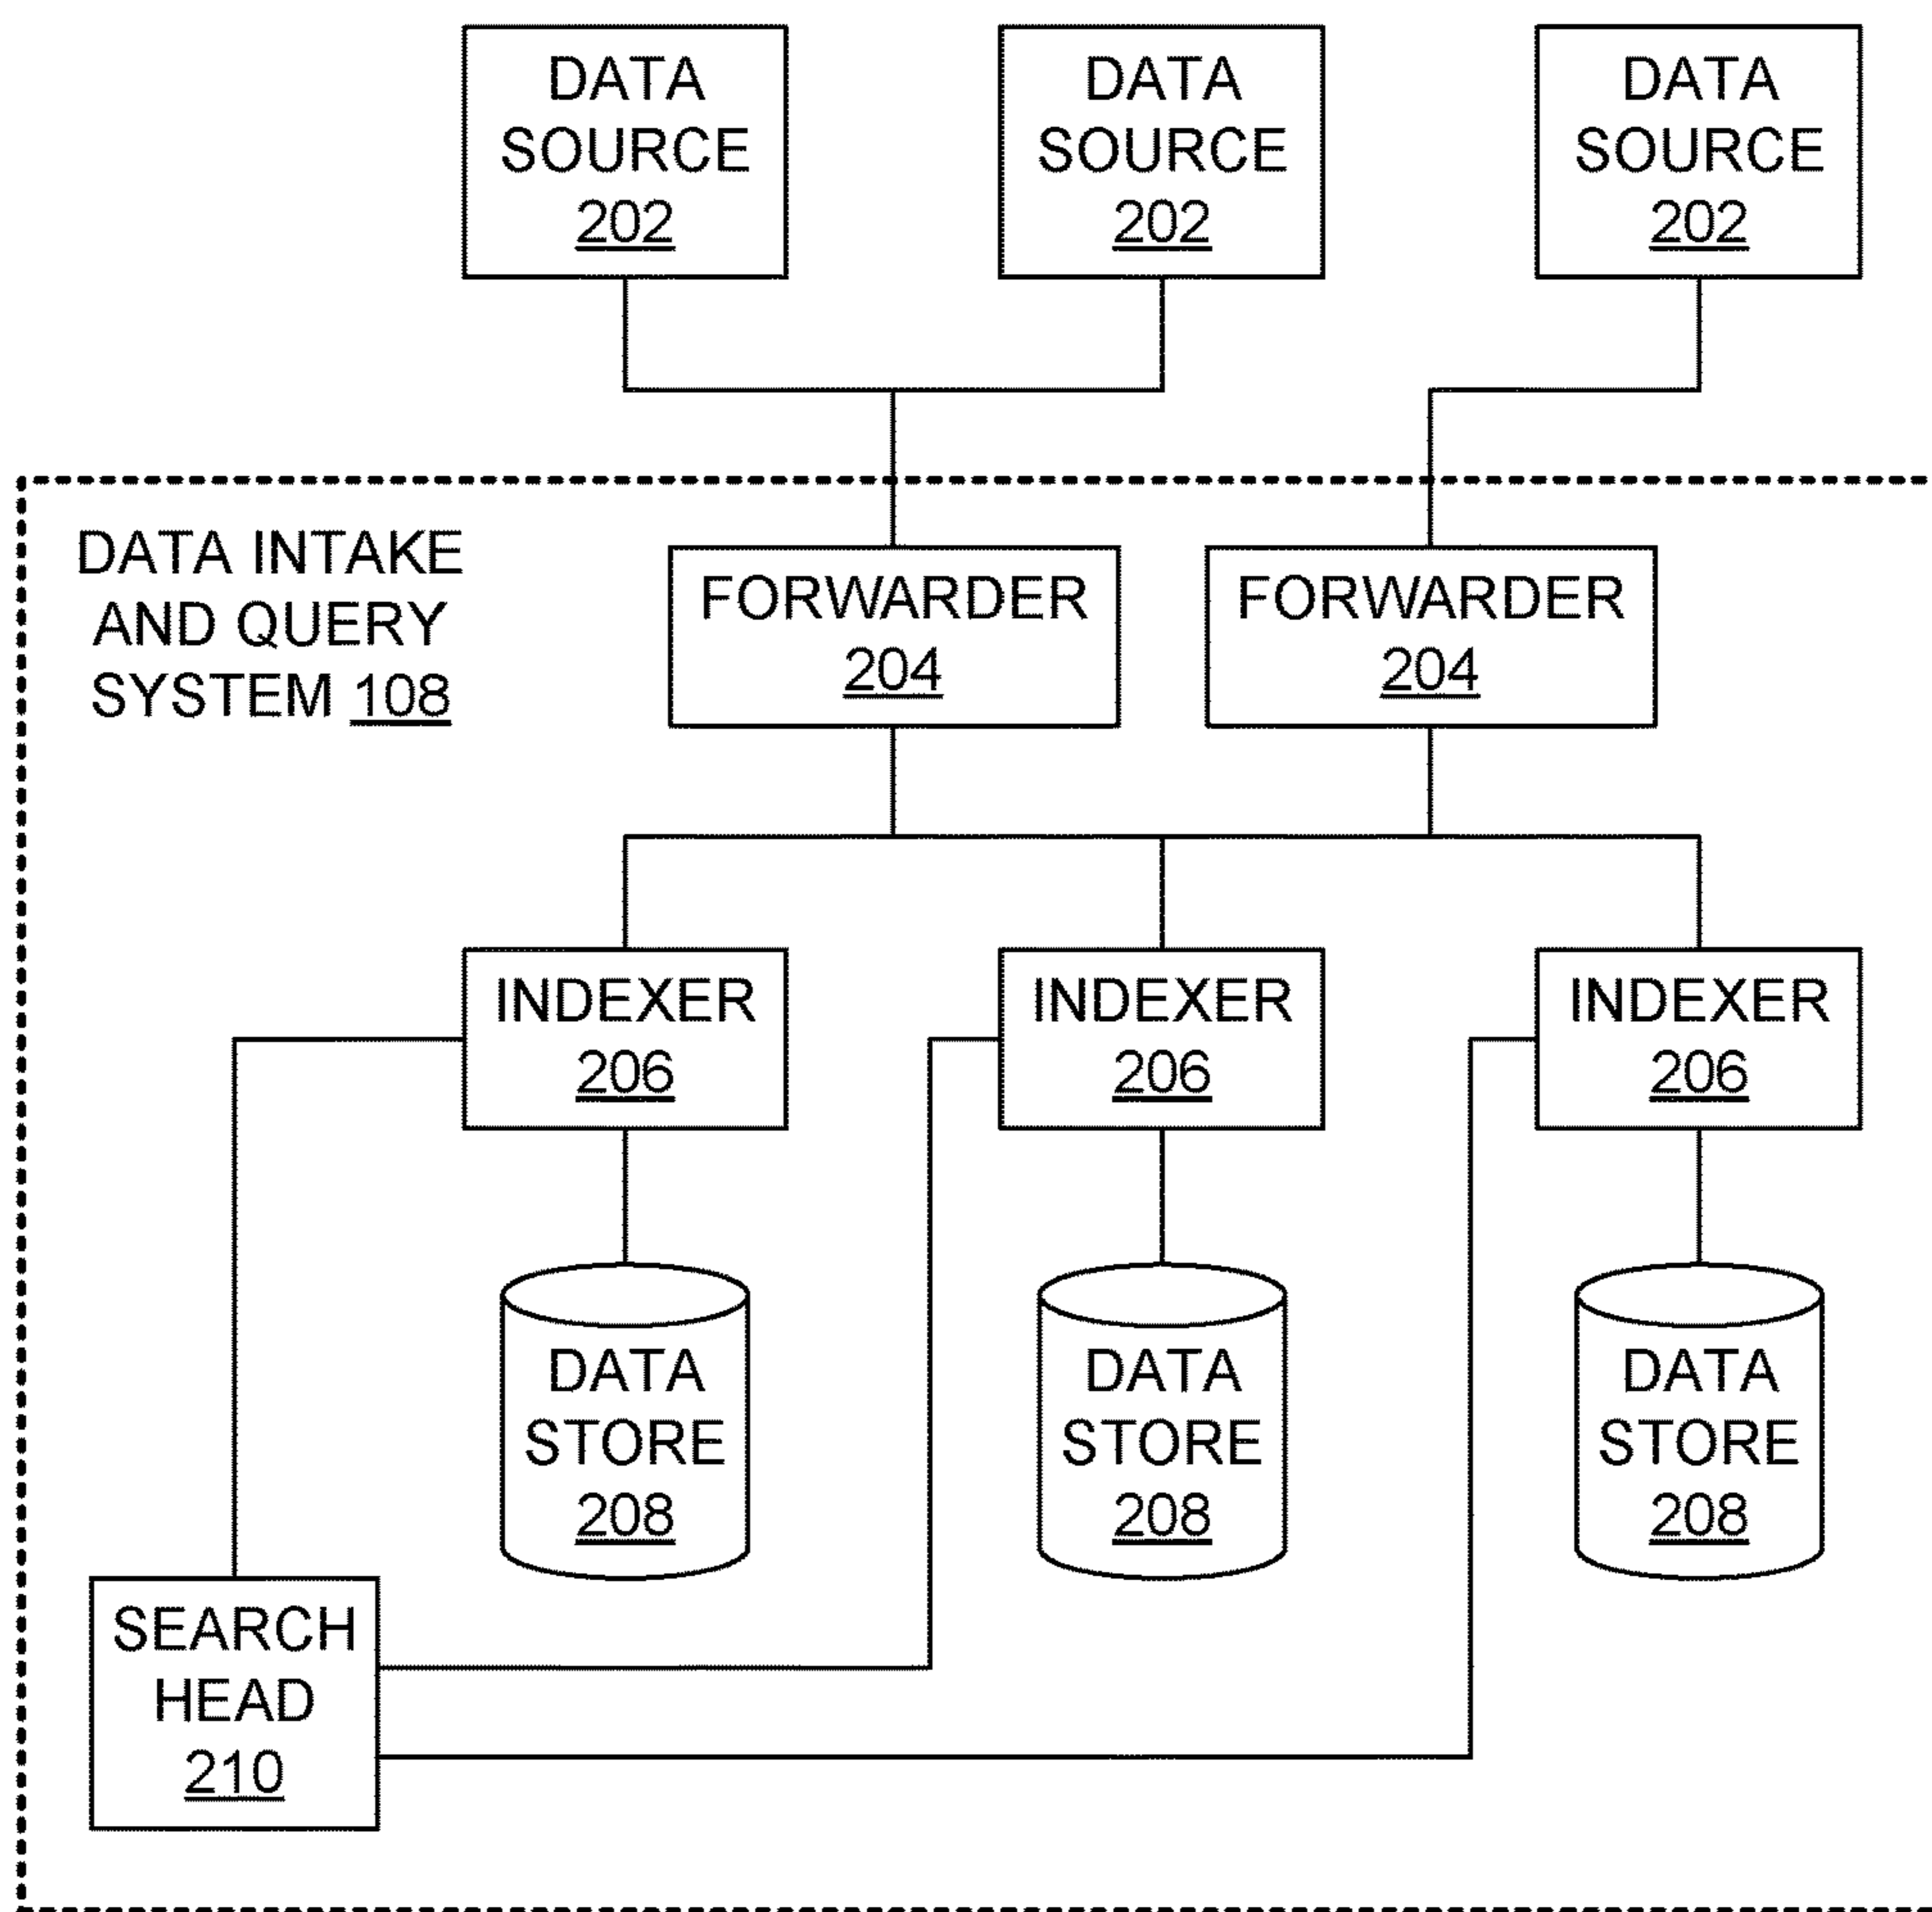 DATA
SOURCE
202
DATA
SOURCE
202
DATA
SOURCE
202
DATA INTAKE
AND QUERY
SYSTEM 108
FORWARDER
204
FORWARDER
204
INDEXER
206
INDEXER
206
INDEXER
206
DATA
STORE
208
DATA
STORE
208
DATA
STORE
208
SEARCH
HEAD
210